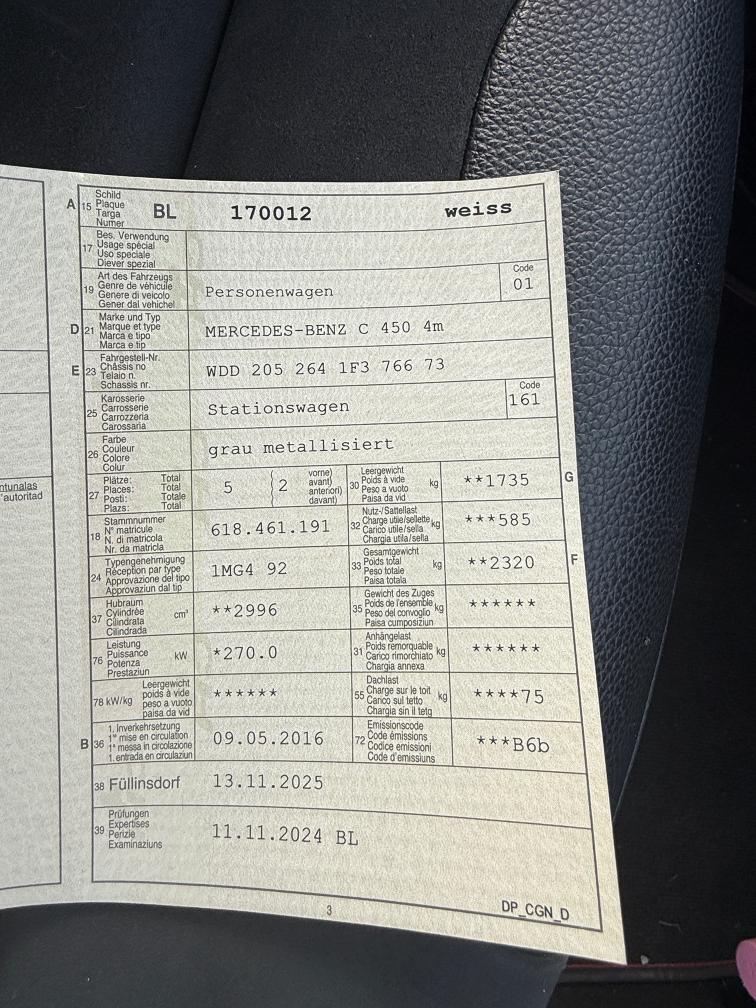 A 15 Schild Plaque Targa Numer BL 170012 weiss
17 Bes. Verwendung Usage spécial Uso speciale Diever spezial
19 Art des Fahrzeugs Genre de véhicule Genere di veicolo Gener dal vehichel Personenwagen Code 01
D 21 Marke und Typ Marque et type Marca e tipo Marca e tip MERCEDES-BENZ C 450 4m
E 23 Fahrgestell-Nr. Châssis no Telaio n. Schassis nr. WDD 205 264 1F3 766 73
25 Karosserie Carrosserie Carrozzeria Carossaria Stationswagen Code 161
26 Farbe Couleur Colore Colur grau metallisiert
27 Plätze: Total Places: Total Posti: Totale Plazs: Total 5 2 vorne) avant) anteriori) davant) 30 Leergewicht Poids à vide Peso a vuoto Paisa da vid kg **1735 G
18 Stammnummer N° matricule N. di matricola Nr. da matricla 618.461.191 32 Nutz-/Sattellast Charge utile/sellette Carico utile/sella Chargia utila/sella kg ***585
24 Typengenehmigung Réception par type Approvazione del tipo Approvaziun dal tip 1MG4 92 33 Gesamtgewicht Poids total Peso totale Paisa totala kg **2320 F
37 Hubraum Cylindrée Cilindrata Cilindrada cm³ **2996 35 Gewicht des Zuges Poids de l'ensemble Peso del convoglio Paisa cumposiziun kg ******
76 Leistung Puissance Potenza Prestaziun kW *270.0 31 Anhängelast Poids remorquable Carico rimorchiato Chargia annexa kg ******
78 kW/kg Leergewicht poids à vide peso a vuoto paisa da vid ****** 55 Dachlast Charge sur le toit Carico sul tetto Chargia sin il tetg kg ****75
B 36 1. Inverkehrsetzung 1re mise en circulation 1a messa in circolazione 1. entrada en circulaziun 09.05.2016 72 Emissionscode Code émissions Codice emissioni Code d'emissiuns ***B6b
38 Füllinsdorf 13.11.2025
39 Prüfungen Expertises Perizie Examinaziuns 11.11.2024 BL
3 DP_CGN_D